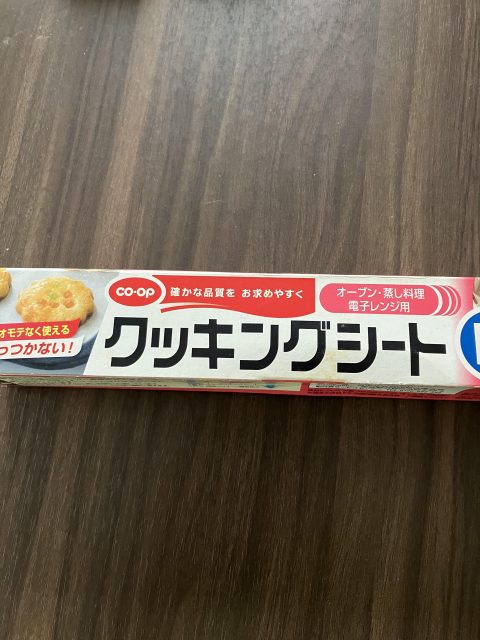 co·op 確かな品質を お求めやすく
オーブン・蒸し料理
電子レンジ用
クッキングシート
オモテなく使える
っつかない!